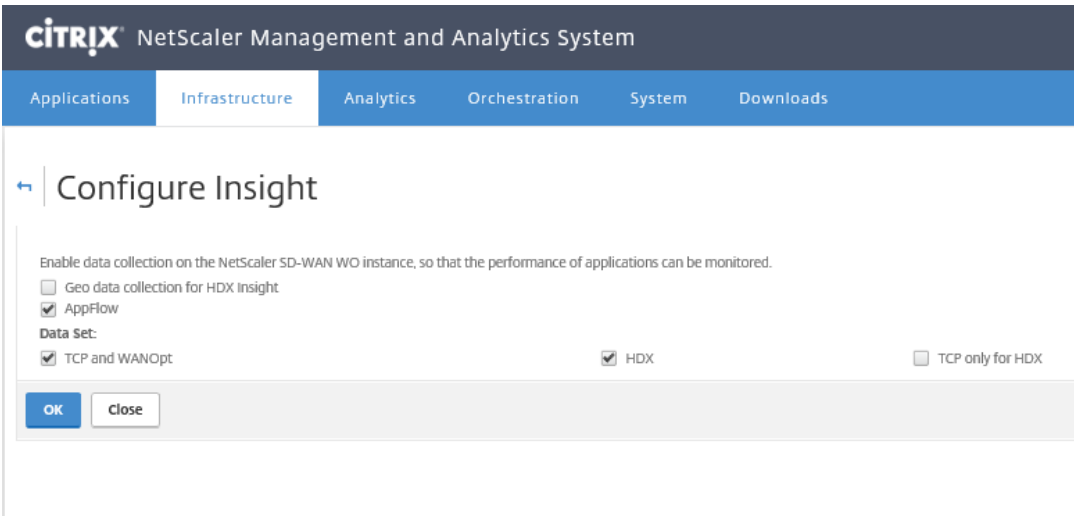 CITRIX NetScaler Management and Analytics System
Applications Infrastructure Analytics Orchestration System Downloads
Configure Insight
Enable data collection on the NetScaler SD-WAN WO instance, so that the performance of applications can be monitored.
Geo data collection for HDX Insight
AppFlow
Data Set:
TCP and WANOpt HDX TCP only for HDX
OK Close